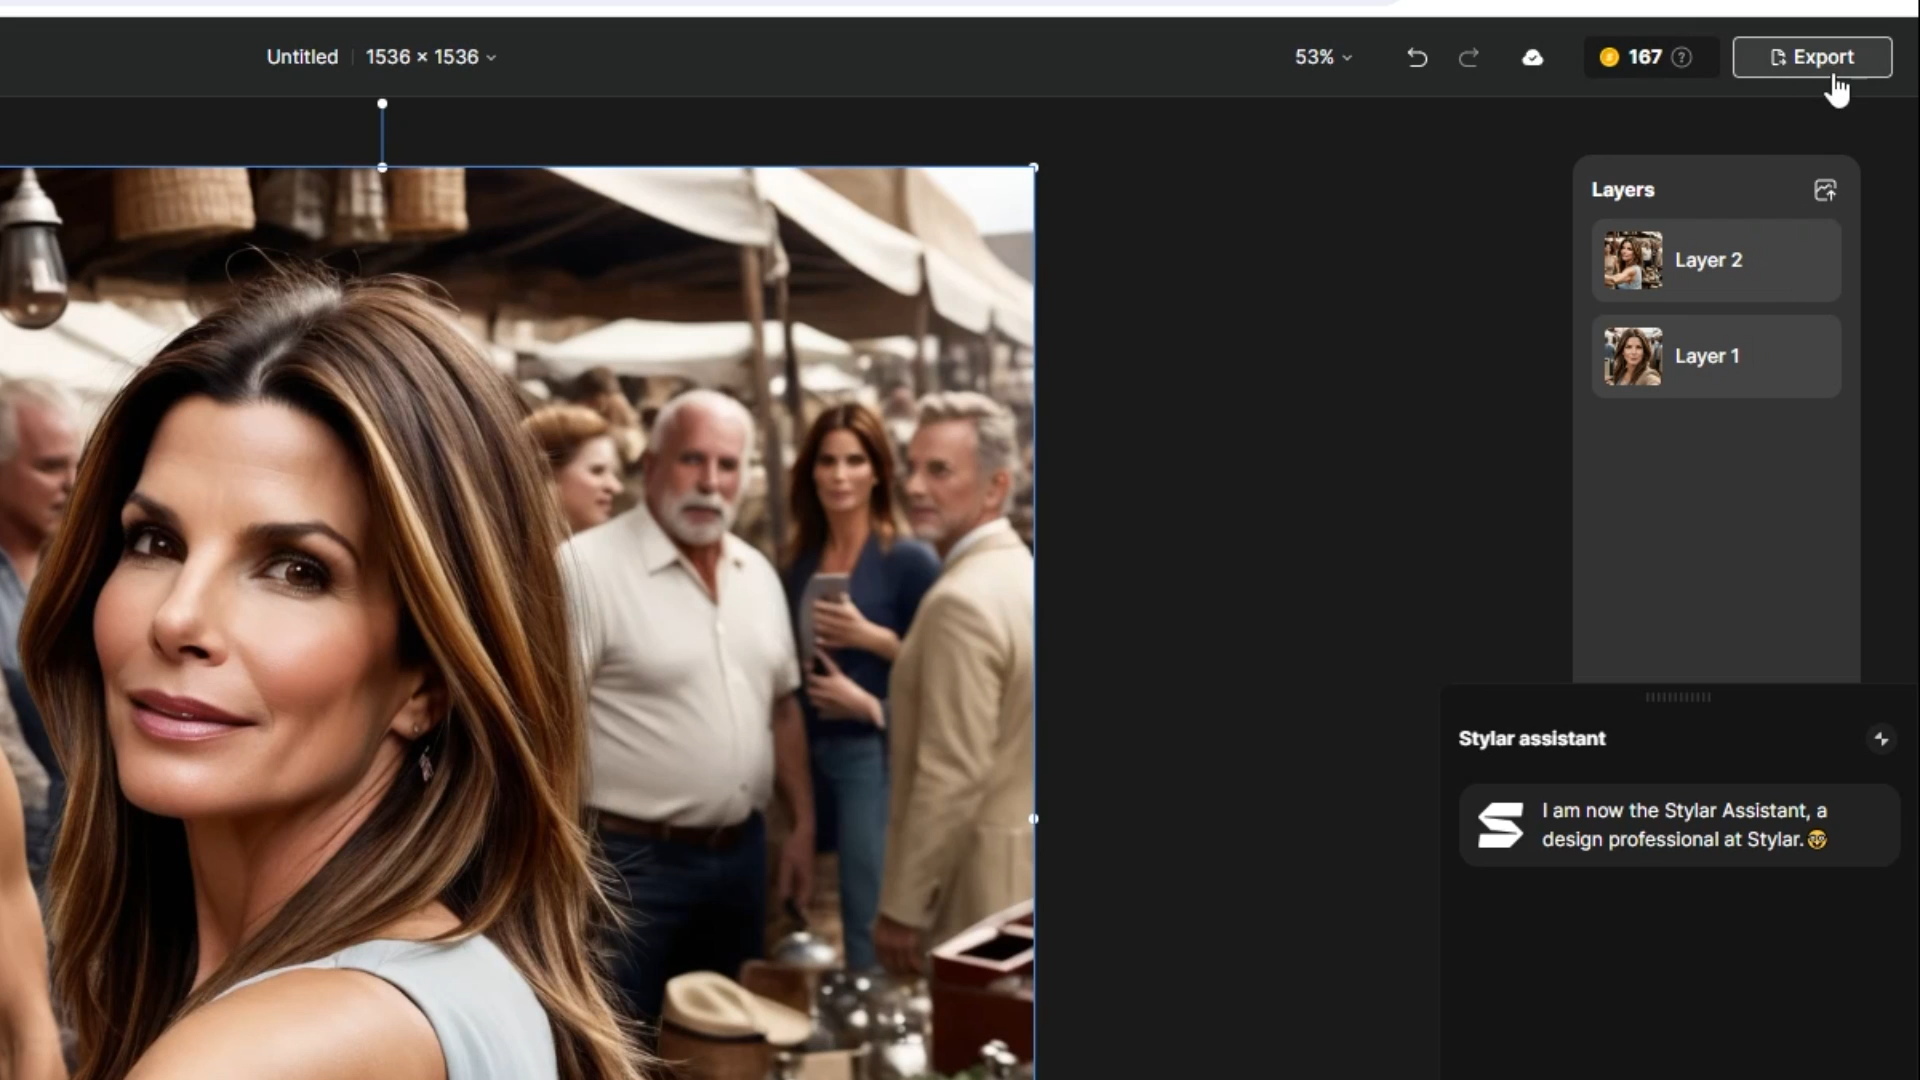 Untitled
1536 × 1536
53%
167
Export
Layers
Layer 2
Layer 1
Stylar assistant
I am now the Stylar Assistant, a
design professional at Stylar.🤓